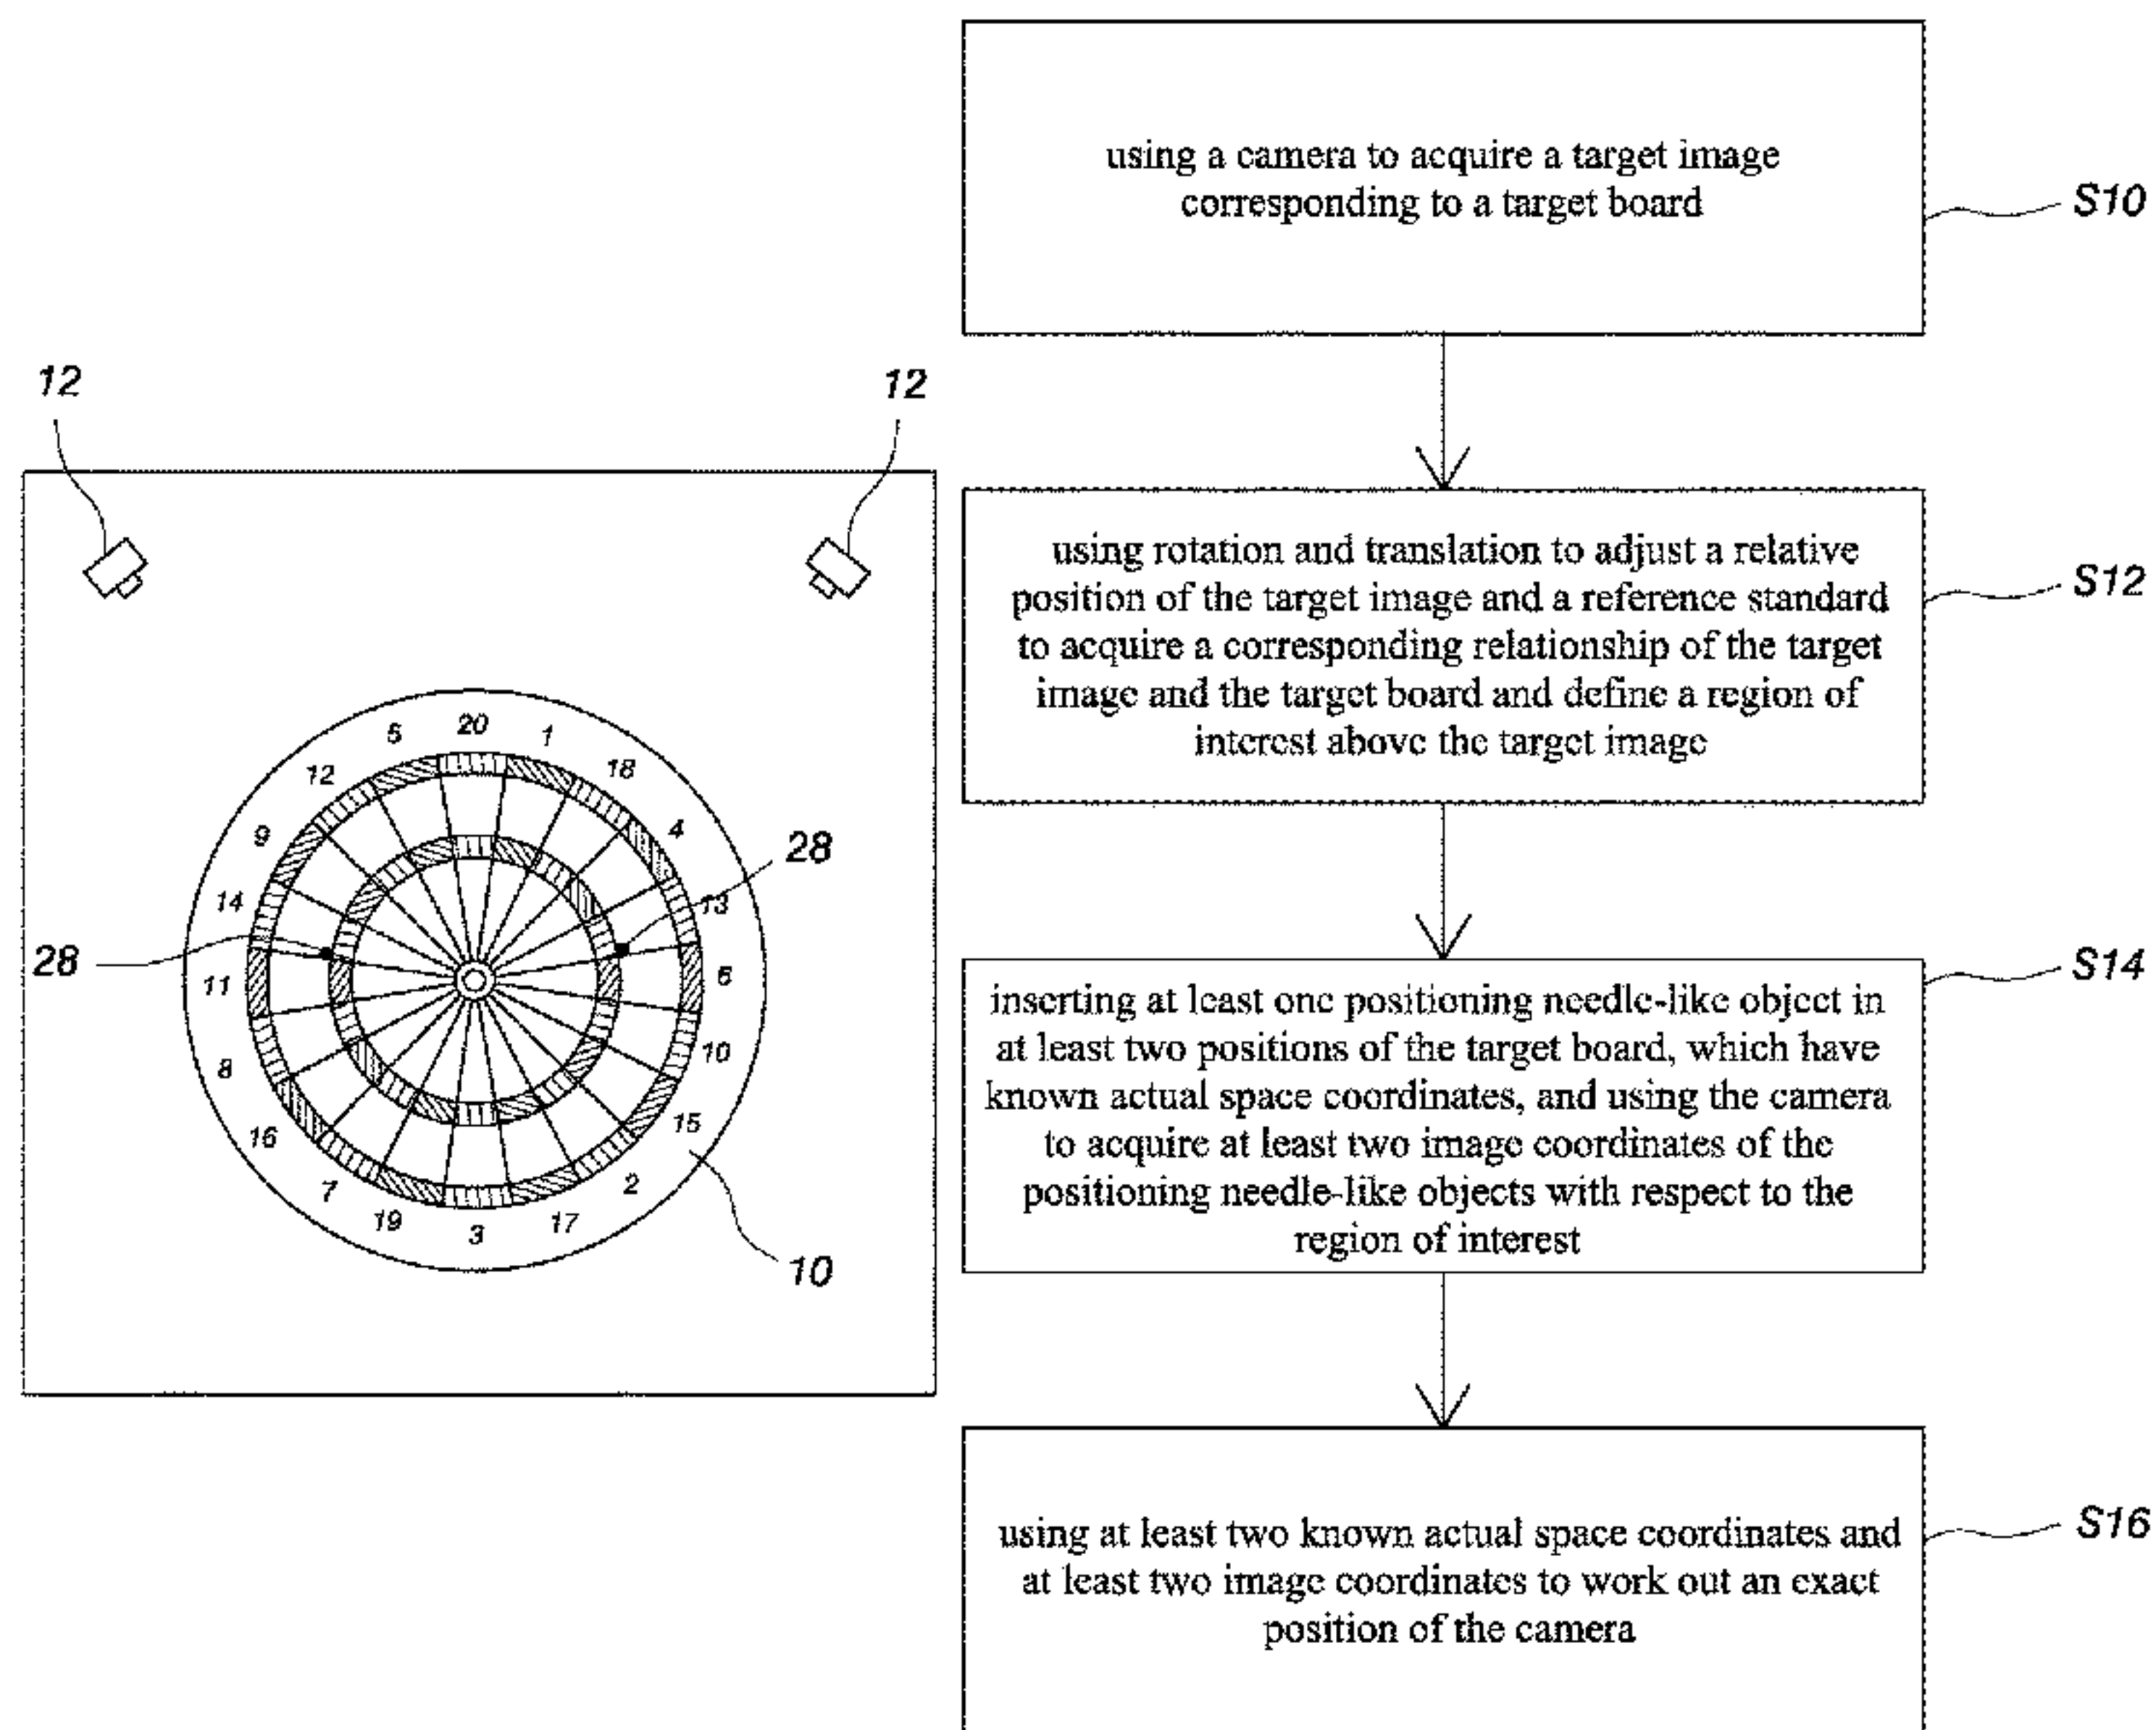 12
12
5
20
1
12
18
9
4
28
14
13
28
11
6
8
10
16
15
7
2
19
3
17
10
using a camera to acquire a target image
corresponding to a target board
S10
using rotation and translation to adjust a relative
position of the target image and a reference standard
to acquire a corresponding relationship of the target
image and the target board and define a region of
interest above the target image
S12
inserting at least one positioning needle-like object in
at least two positions of the target board, which have
known actual space coordinates, and using the camera
to acquire at least two image coordinates of the
positioning needle-like objects with respect to the
region of interest
S14
using at least two known actual space coordinates and
at least two image coordinates to work out an exact
position of the camera
S16